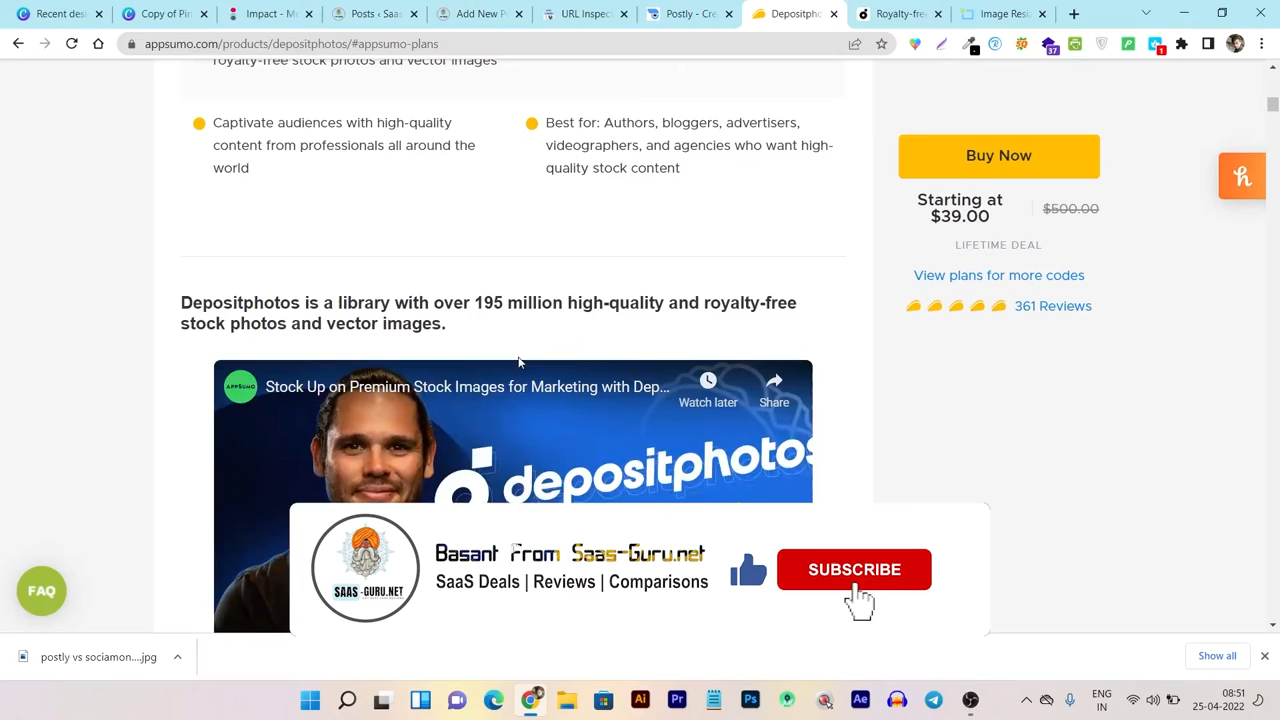 Recent des
Copy of Pin
Impact - Me
SAAS - Goo
Add New P
URL Inspect
Postly - Cre
Depositpho
Royalty-fre
Image Resi
appsumo.com/products/depositphotos/#appsumo-plans
royalty-free stock photos and vector images
Captivate audiences with high-quality
content from professionals all around the
world
Best for: Authors, bloggers, advertisers,
videographers, and agencies who want high-
quality stock content
Buy Now
Starting at
$39.00
$500.00
LIFETIME DEAL
View plans for more codes
361 Reviews
Depositphotos is a library with over 195 million high-quality and royalty-free
stock photos and vector images.
APPSUMO
Stock Up on Premium Stock Images for Marketing with Dep...
Watch later
Share
depositphotos
Basant From Saas-Guru.net
SaaS Deals | Reviews | Comparisons
SAAS -GURU.NET
SUBSCRIBE
FAQ
postly vs sociamon....jpg
Show all
ENG
IN
08:51
25-04-2022